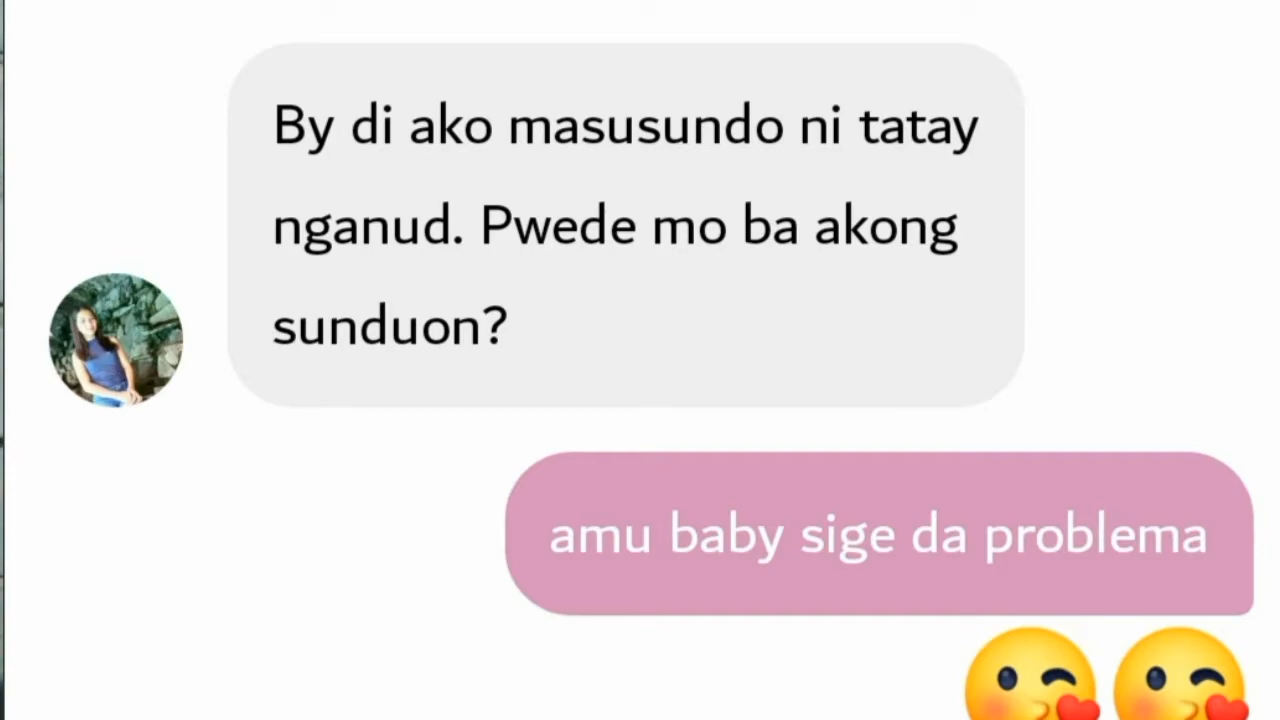 By di ako masusundo ni tatay
nganud. Pwede mo ba akong
sunduon?
amu baby sige da problema